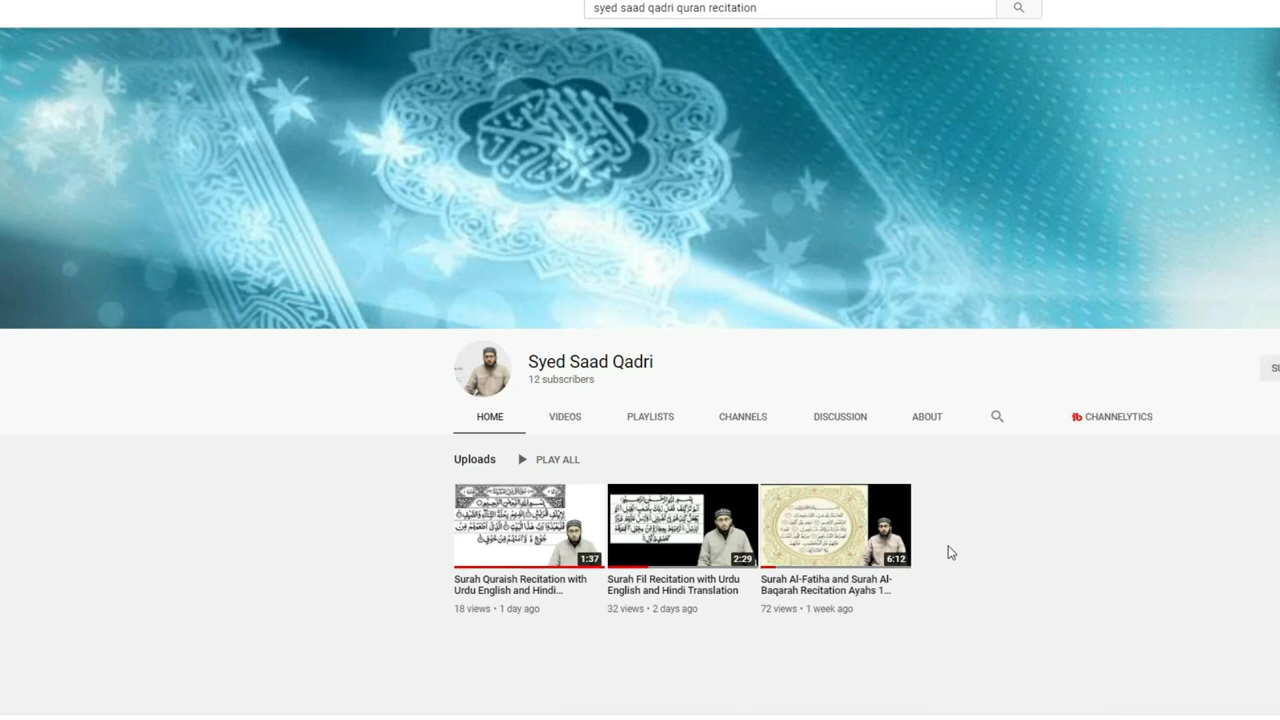 syed saad qadri quran recitation
القرآن الكريم
Syed Saad Qadri
12 subscribers
HOME VIDEOS PLAYLISTS CHANNELS DISCUSSION ABOUT CHANNELYTICS
Uploads PLAY ALL
1:37 2:29 6:12
Surah Quraish Recitation with
Urdu English and Hindi...
18 views • 1 day ago
Surah Fil Recitation with Urdu
English and Hindi Translation
32 views • 2 days ago
Surah Al-Fatiha and Surah Al-
Baqarah Recitation Ayahs 1...
72 views • 1 week ago